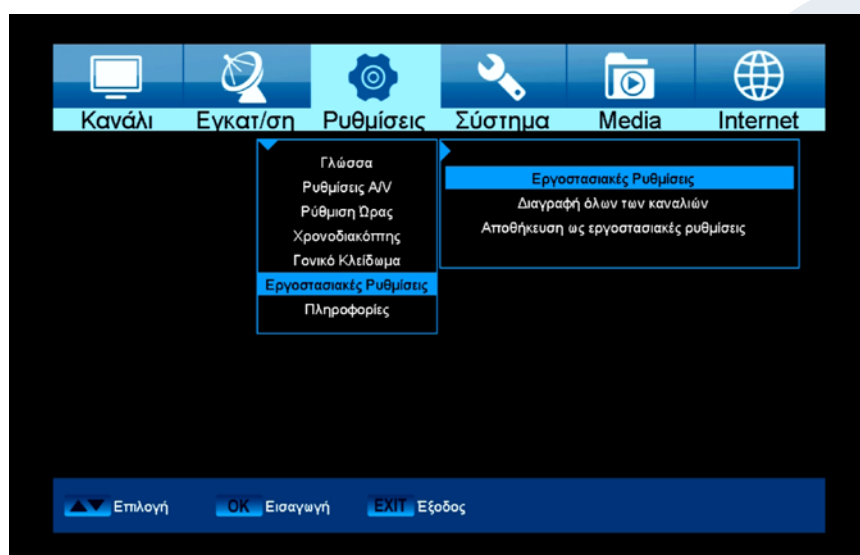 Κανάλι Εγκατ/ση Ρυθμίσεις Σύστημα Media Internet
Γλώσσα
Ρυθμίσεις A/V
Ρύθμιση Ώρας
Χρονοδιακόπτης
Γονικό Κλείδωμα
Εργοστασιακές Ρυθμίσεις
Πληροφορίες
Εργοστασιακές Ρυθμίσεις
Διαγραφή όλων των καναλιών
Αποθήκευση ως εργοστασιακές ρυθμίσεις
Επιλογή OK Εισαγωγή EXIT Έξοδος